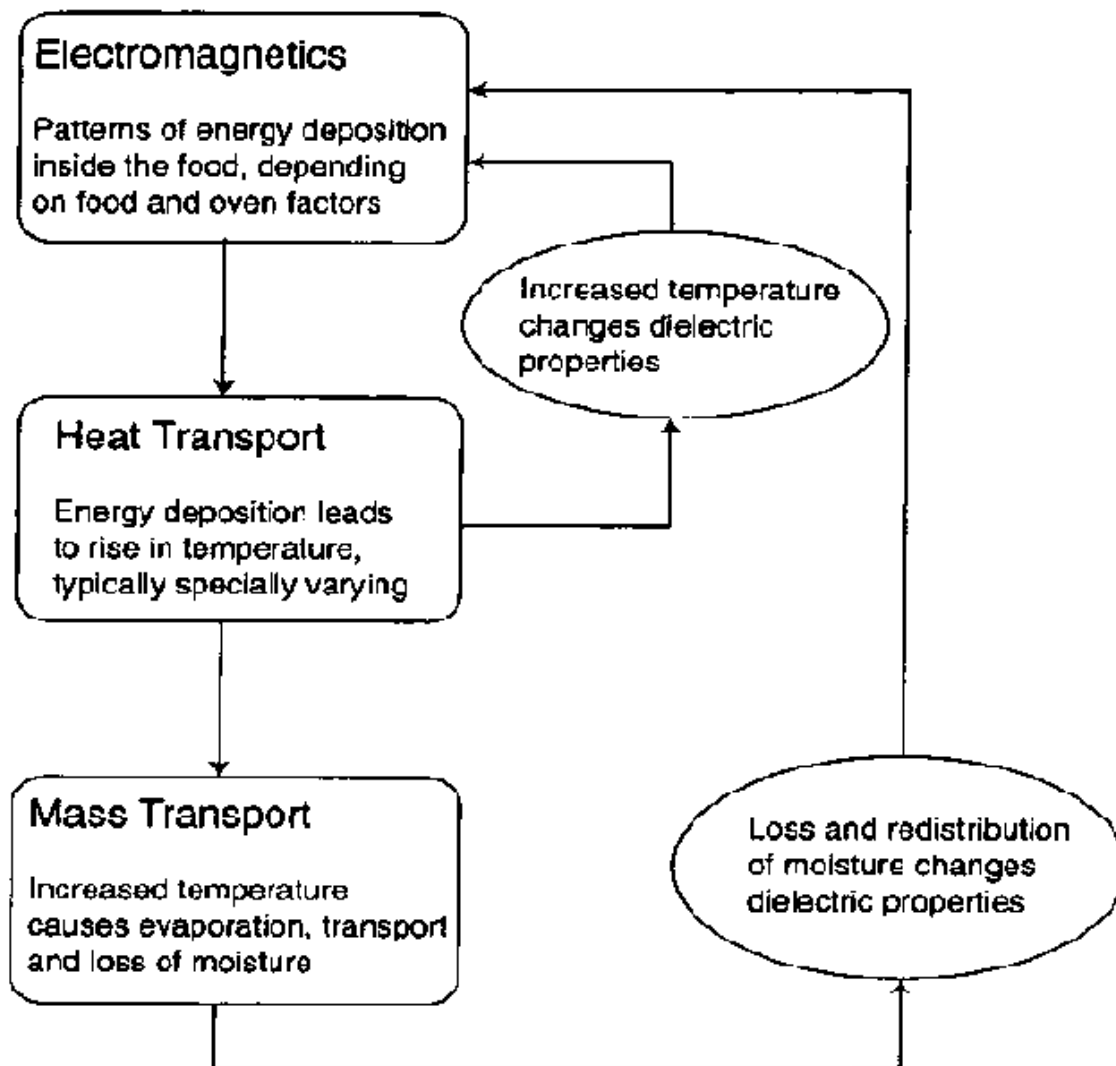 Electromagnetics
Patterns of energy deposition
inside the food, depending
on food and oven factors
Increased temperature
changes dielectric
properties
Heat Transport
Energy deposition leads
to rise in temperature,
typically specially varying
Mass Transport
Increased temperature
causes evaporation, transport
and loss of moisture
Loss and redistribution
of moisture changes
dielectric properties